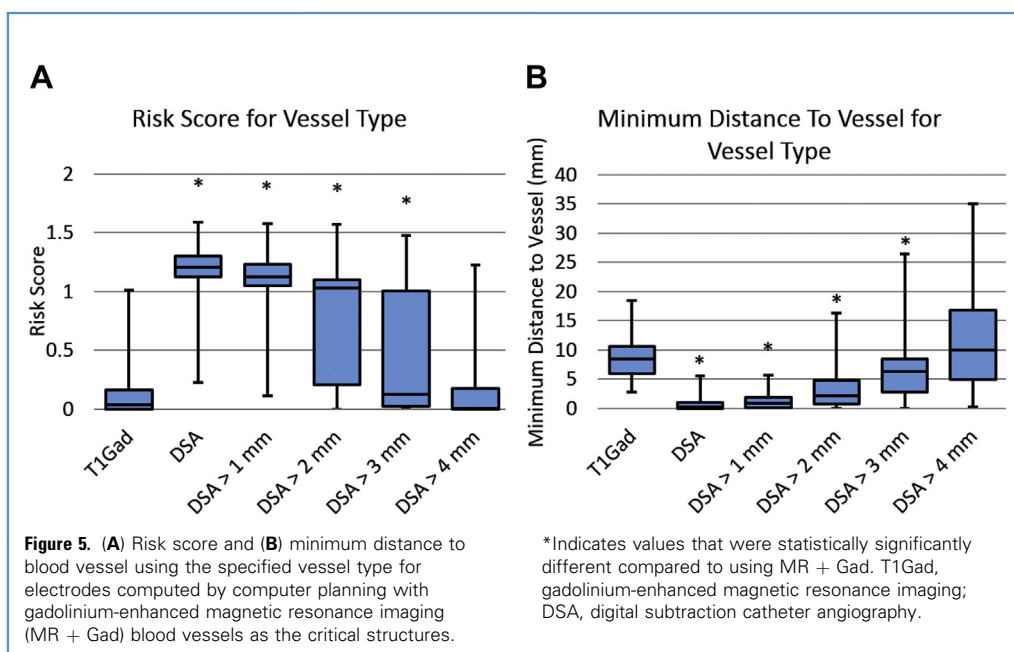 A
Risk Score for Vessel Type
2
1.5
1
0.5
0
Risk Score
*
*
*
*
T1Gad
DSA
DSA > 1 mm
DSA > 2 mm
DSA > 3 mm
DSA > 4 mm
B
Minimum Distance To Vessel for
Vessel Type
40
35
30
25
20
15
10
5
0
Minimum Distance to Vessel (mm)
*
*
*
*
T1Gad
DSA
DSA > 1 mm
DSA > 2 mm
DSA > 3 mm
DSA > 4 mm
Figure 5. (A) Risk score and (B) minimum distance to
blood vessel using the specified vessel type for
electrodes computed by computer planning with
gadolinium-enhanced magnetic resonance imaging
(MR + Gad) blood vessels as the critical structures.
*Indicates values that were statistically significantly
different compared to using MR + Gad. T1Gad,
gadolinium-enhanced magnetic resonance imaging;
DSA, digital subtraction catheter angiography.